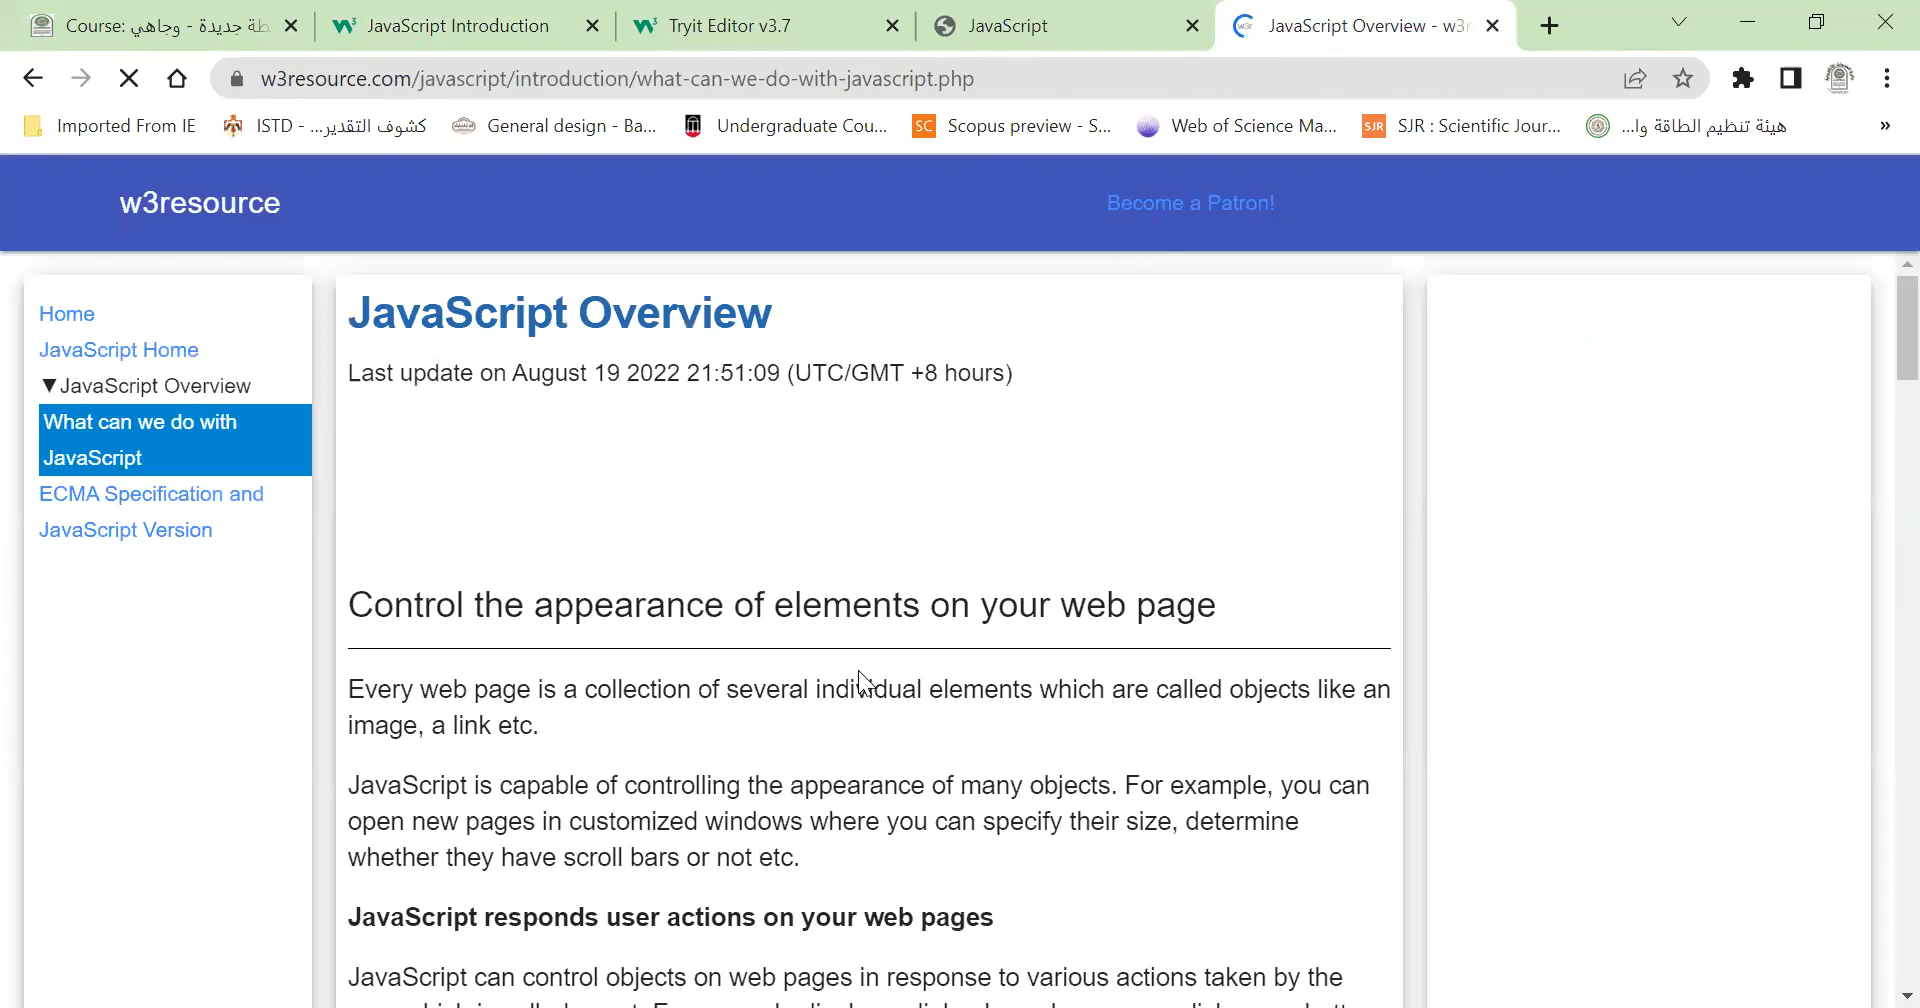 Course: طة جديدة - وجاهي
JavaScript Introduction
Tryit Editor v3.7
JavaScript
JavaScript Overview - w3r
w3resource.com/javascript/introduction/what-can-we-do-with-javascript.php
Imported From IE
ISTD - ...كشوف التقدير
General design - Ba...
Undergraduate Cou...
SC Scopus preview - S...
Web of Science Ma...
SJR SJR : Scientific Jour...
هيئة تنظيم الطاقة وا...
»
w3resource
Become a Patron!
Home
JavaScript Home
▼JavaScript Overview
What can we do with
JavaScript
ECMA Specification and
JavaScript Version
JavaScript Overview
Last update on August 19 2022 21:51:09 (UTC/GMT +8 hours)
Control the appearance of elements on your web page
Every web page is a collection of several individual elements which are called objects like an
image, a link etc.
JavaScript is capable of controlling the appearance of many objects. For example, you can
open new pages in customized windows where you can specify their size, determine
whether they have scroll bars or not etc.
JavaScript responds user actions on your web pages
JavaScript can control objects on web pages in response to various actions taken by the